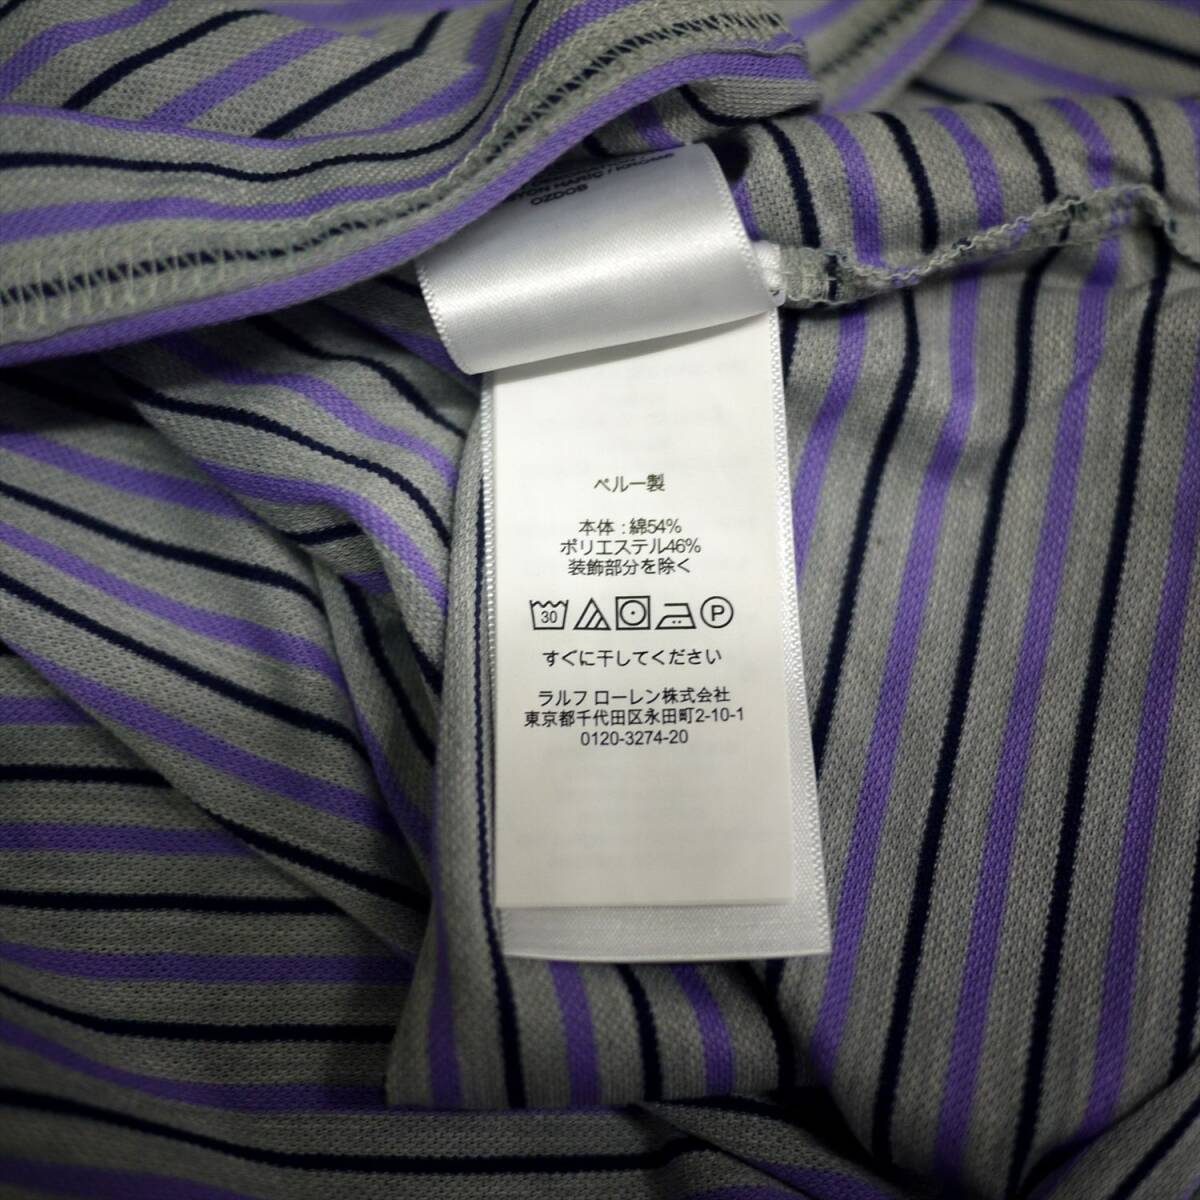 OZDOB
ペルー製
本体 : 綿54%
ポリエステル46%
装飾部分を除く
30 P
すぐに干してください
ラルフ ローレン株式会社
東京都千代田区永田町2-10-1
0120-3274-20